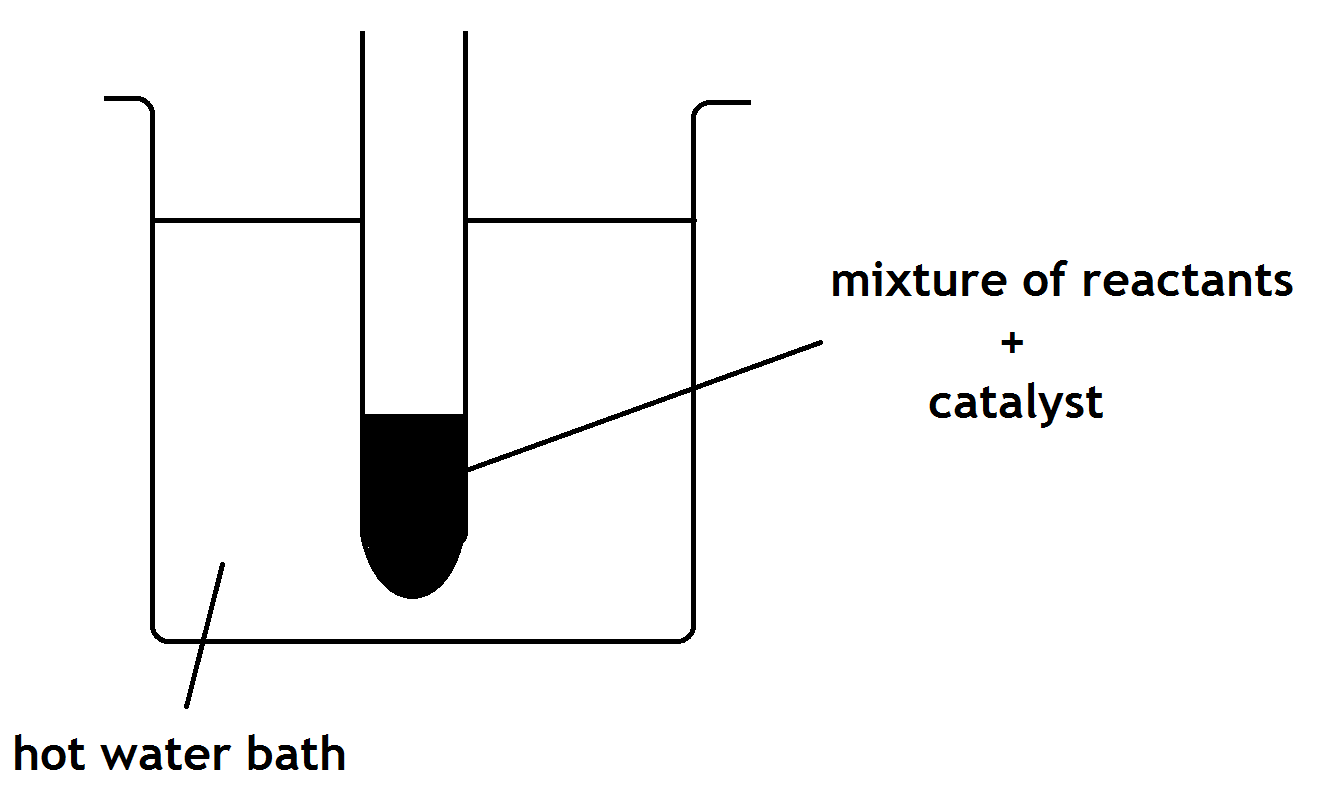 mixture of reactants
+
catalyst
hot water bath